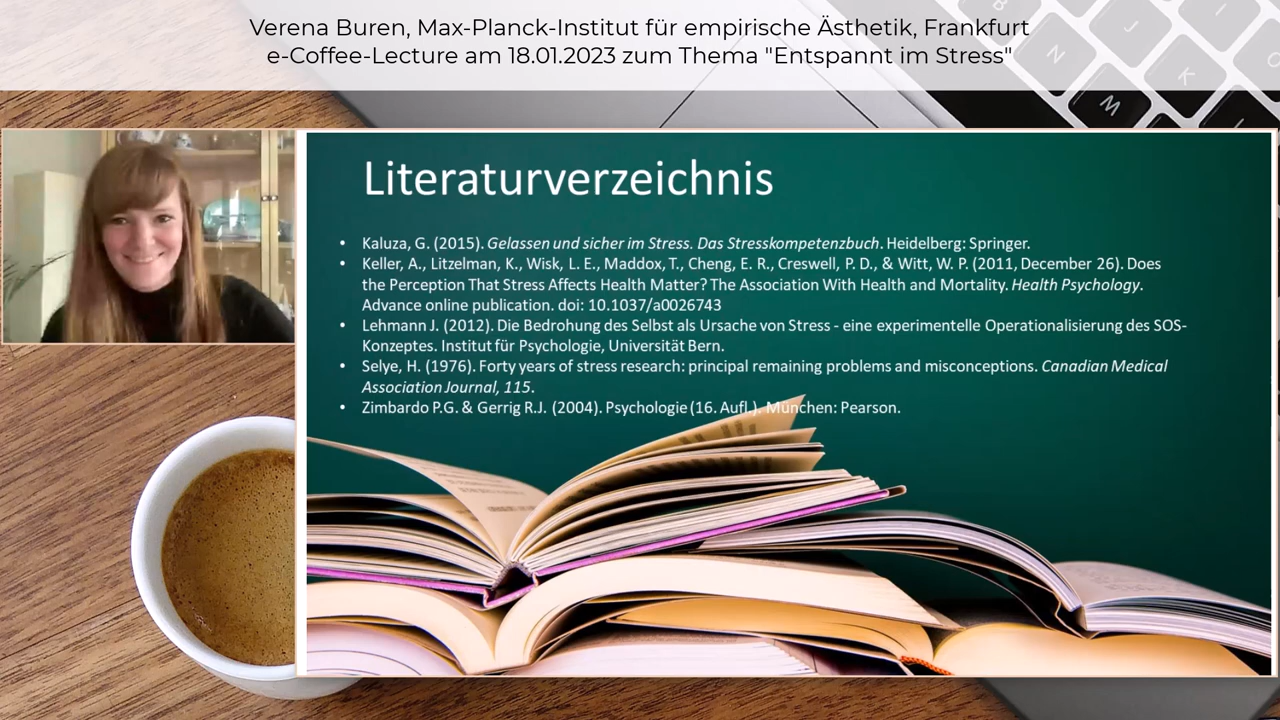 Verena Buren, Max-Planck-Institut für empirische Ästhetik, Frankfurt
e-Coffee-Lecture am 18.01.2023 zum Thema "Entspannt im Stress"
B
J
I
O
N
K
M
Literaturverzeichnis
• Kaluza, G. (2015). Gelassen und sicher im Stress. Das Stresskompetenzbuch. Heidelberg: Springer.
• Keller, A., Litzelman, K., Wisk, L. E., Maddox, T., Cheng, E. R., Creswell, P. D., & Witt, W. P. (2011, December 26). Does
the Perception That Stress Affects Health Matter? The Association With Health and Mortality. Health Psychology.
Advance online publication. doi: 10.1037/a0026743
• Lehmann J. (2012). Die Bedrohung des Selbst als Ursache von Stress - eine experimentelle Operationalisierung des SOS-
Konzeptes. Institut für Psychologie, Universität Bern.
• Selye, H. (1976). Forty years of stress research: principal remaining problems and misconceptions. Canadian Medical
Association Journal, 115.
• Zimbardo P.G. & Gerrig R.J. (2004). Psychologie (16. Aufl.). München: Pearson.